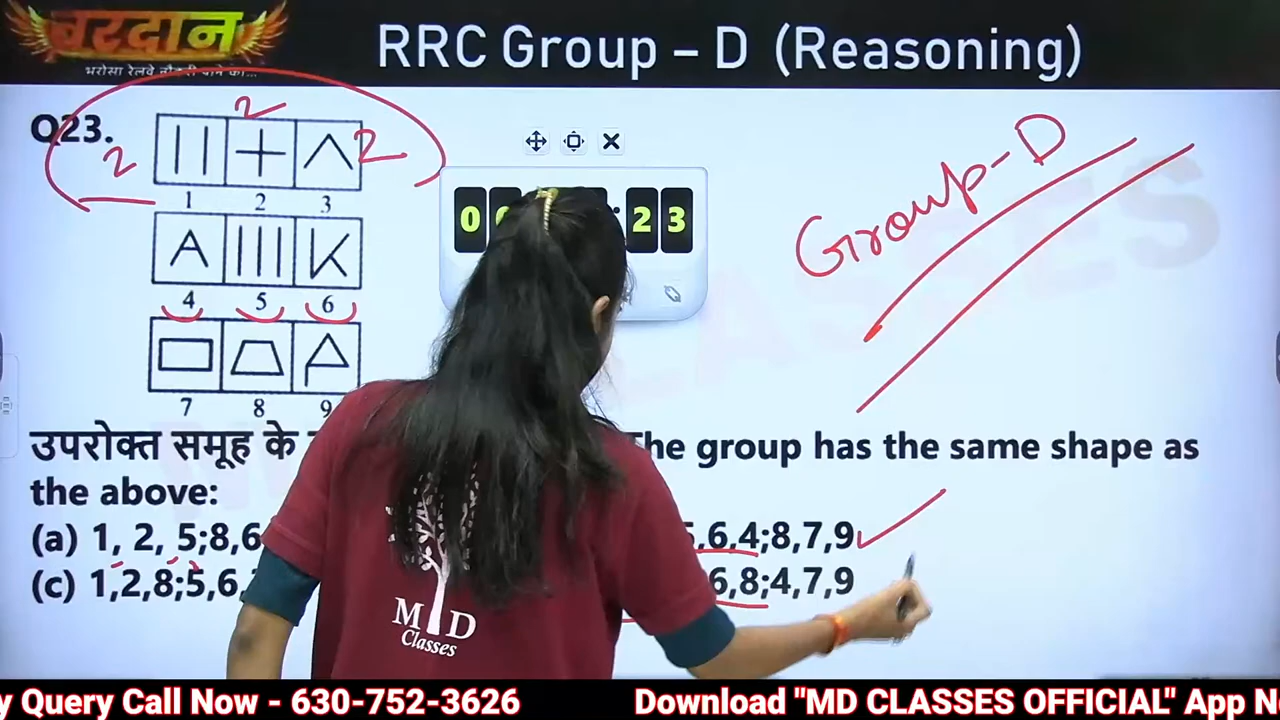 वरदान
भरोसा रेलवे नौकरी पाने का...
RRC Group – D (Reasoning)
Q23.
2
2
2
1 2 3
A K
4 5 6
7 8 9
2 3
Group-D
उपरोक्त समूह के The group has the same shape as
the above:
(a) 1, 2, 5;8,6 ,6,4;8,7,9
(c) 1,2,8;5,6, 6,8;4,7,9
MD
Classes
y Query Call Now - 630-752-3626 Download "MD CLASSES OFFICIAL" App N